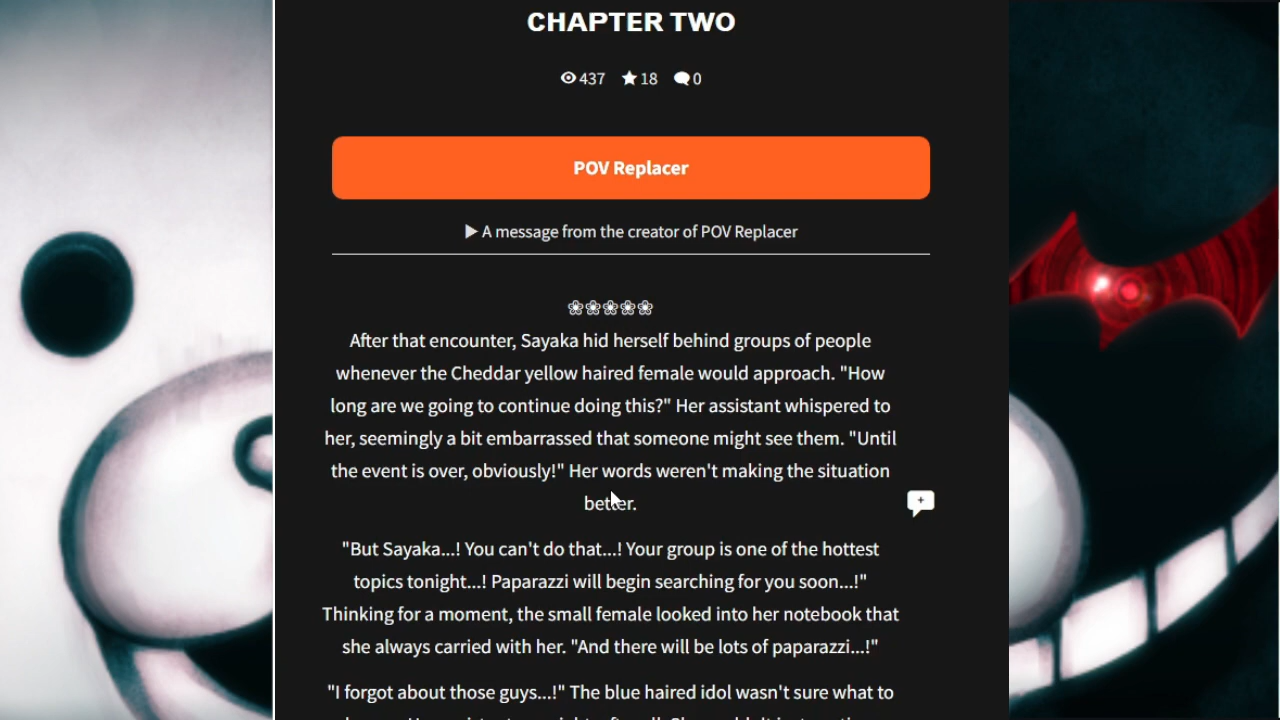 CHAPTER TWO
437 18 0
POV Replacer
▶ A message from the creator of POV Replacer
❀❀❀❀❀
After that encounter, Sayaka hid herself behind groups of people
whenever the Cheddar yellow haired female would approach. "How
long are we going to continue doing this?" Her assistant whispered to
her, seemingly a bit embarrassed that someone might see them. "Until
the event is over, obviously!" Her words weren't making the situation
better.
"But Sayaka...! You can't do that...! Your group is one of the hottest
topics tonight...! Paparazzi will begin searching for you soon...!"
Thinking for a moment, the small female looked into her notebook that
she always carried with her. "And there will be lots of paparazzi...!"
"I forgot about those guys...!" The blue haired idol wasn't sure what to